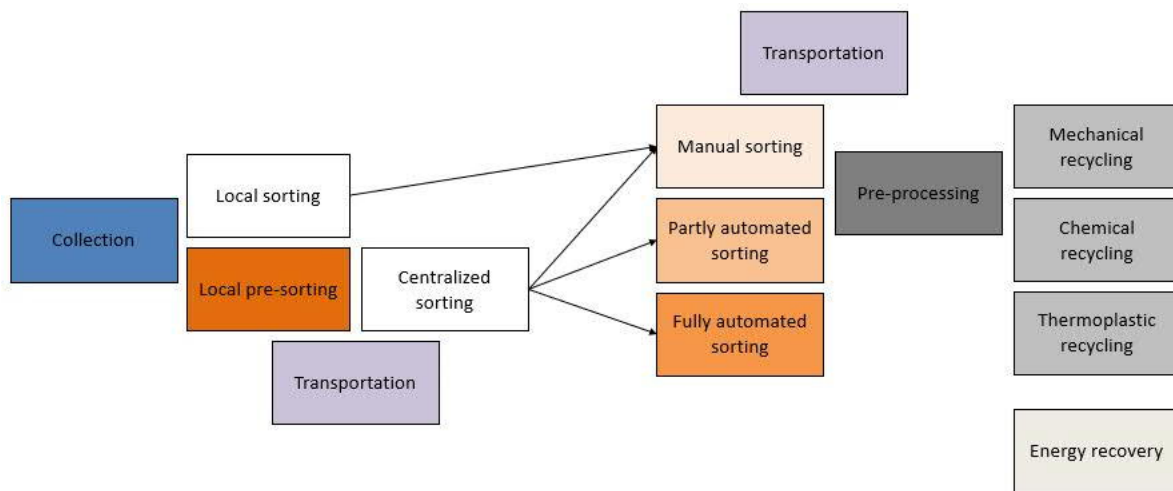 Transportation
Manual sorting
Mechanical
recycling
Local sorting
Pre-processing
Collection
Partly automated
sorting
Chemical
recycling
Local pre-sorting
Centralized
sorting
Fully automated
sorting
Thermoplastic
recycling
Transportation
Energy recovery